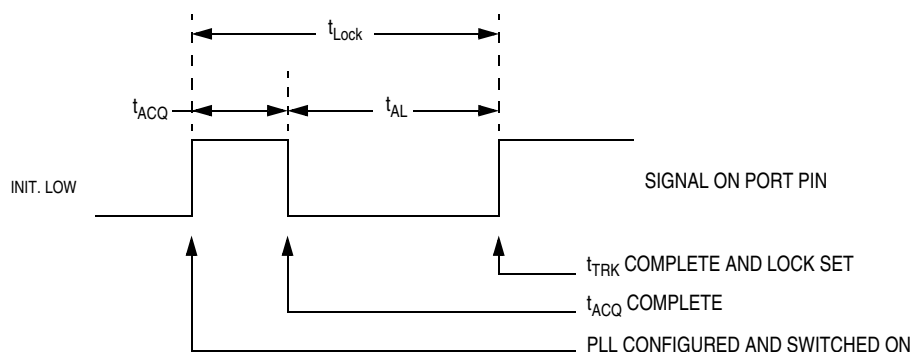 tLock
tACQ
tAL
INIT. LOW
SIGNAL ON PORT PIN
tTRK COMPLETE AND LOCK SET
tACQ COMPLETE
PLL CONFIGURED AND SWITCHED ON